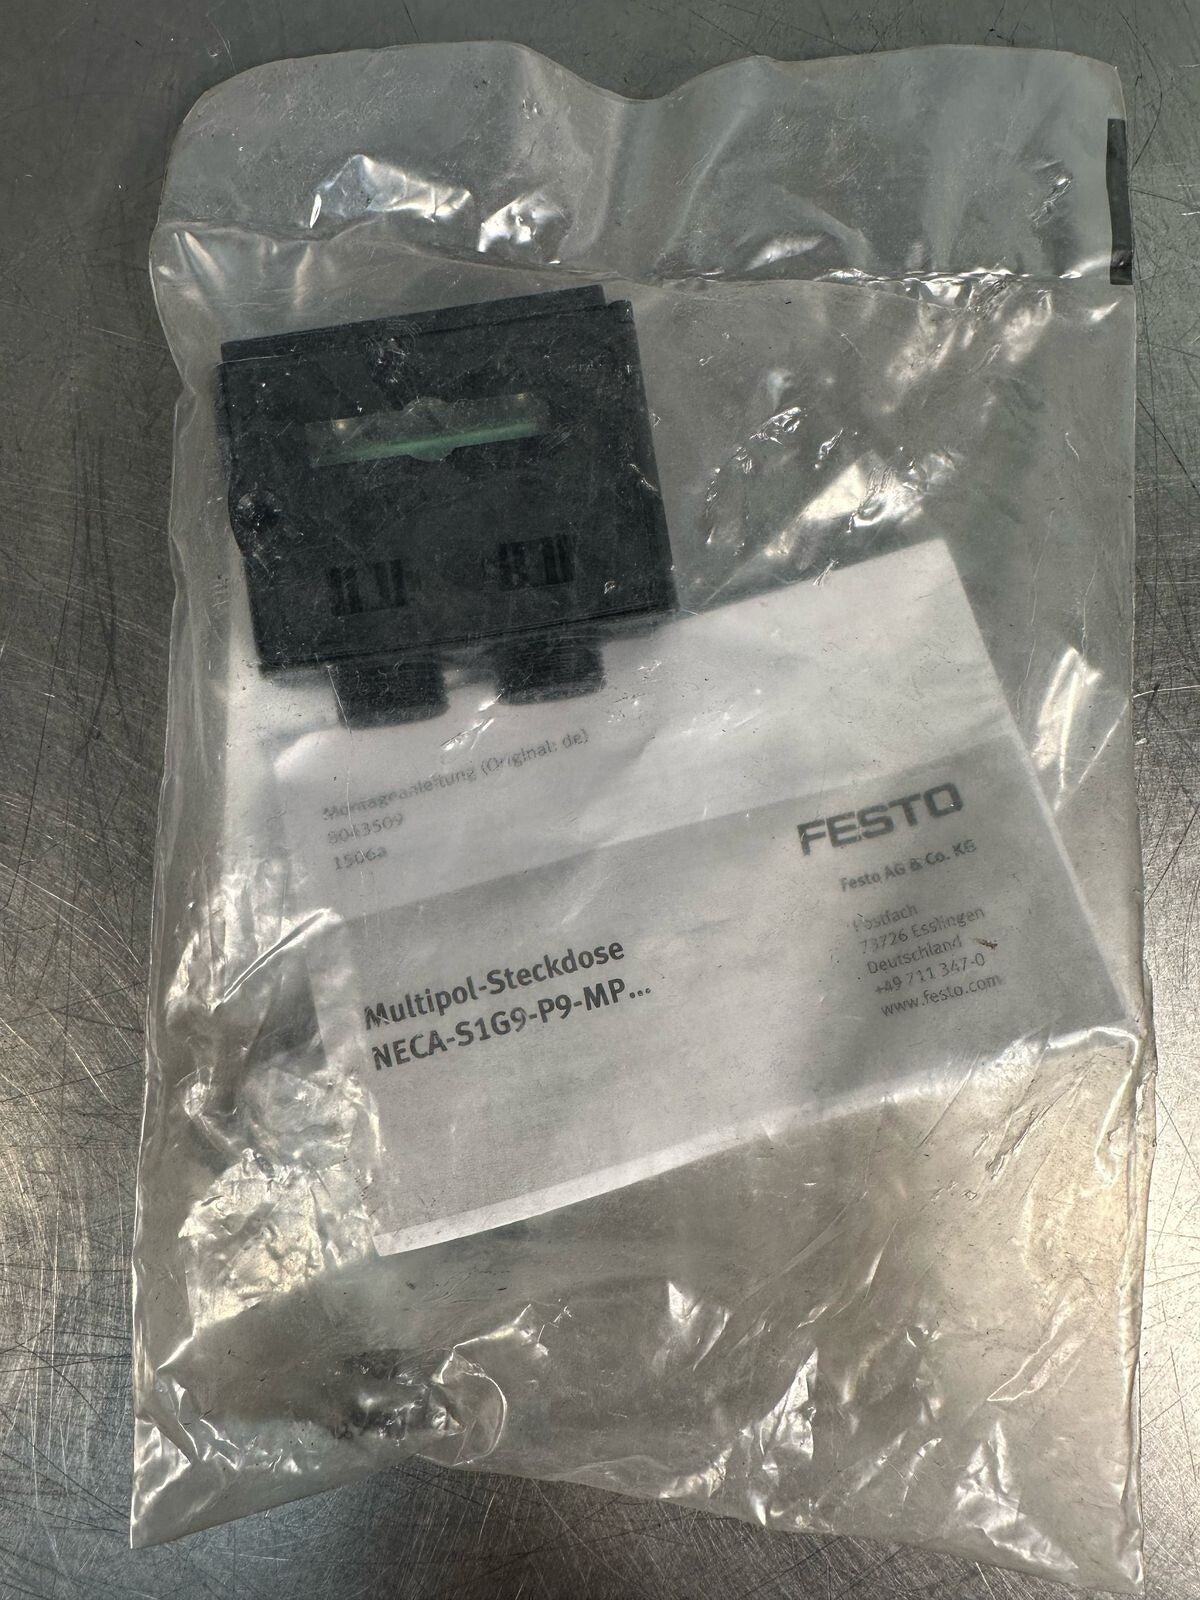 Montageanleitung (Original: de)
8043509
1506a
FESTO
Festo AG & Co. KG
Postfach
73726 Esslingen
Deutschland
+49 711 347-0
www.festo.com
Multipol-Steckdose
NECA-S1G9-P9-MP...